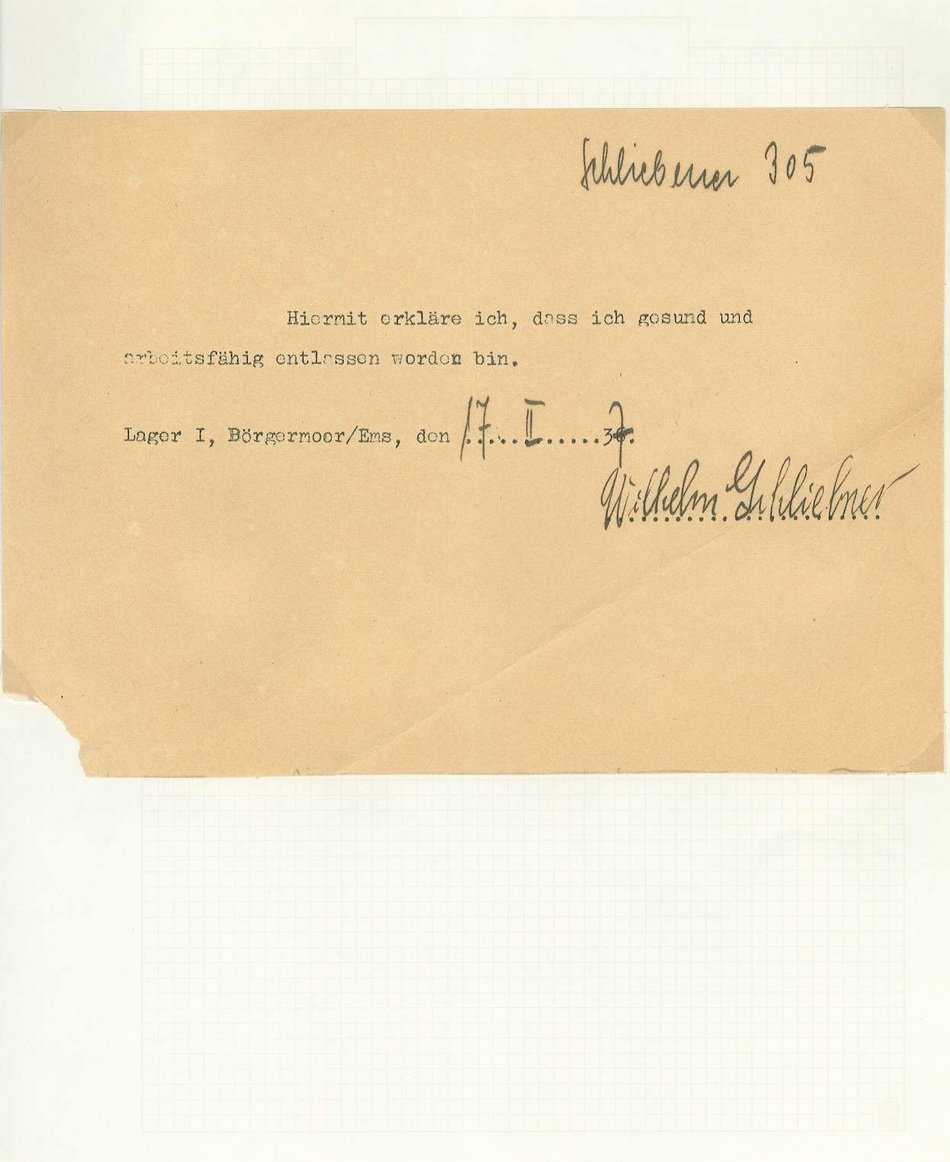 Schliebener 305
Hiermit erkläre ich, dass ich gesund und
arbeitsfähig entlassen worden bin.
Lager I, Börgermoor/Ems, den 17...II.....37.
Wilhelm Schliebner